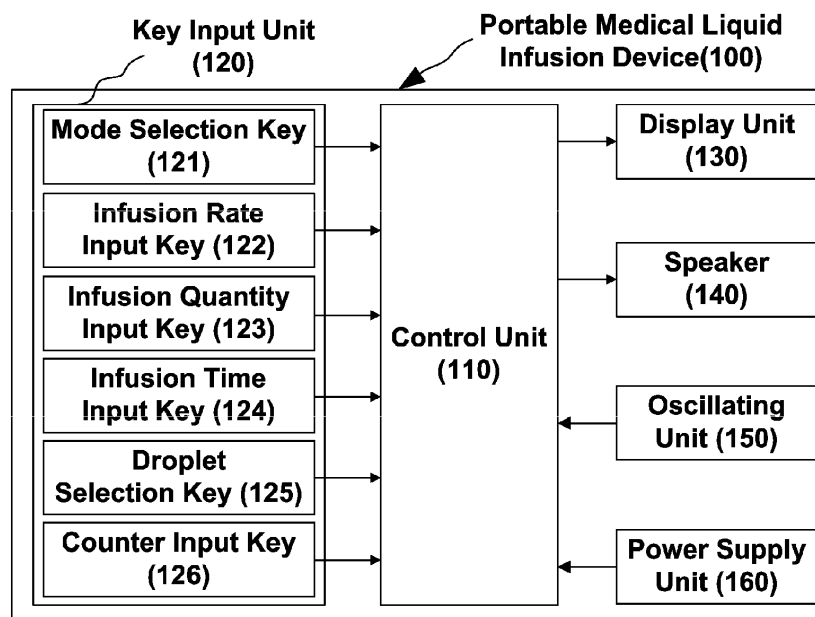 Key Input Unit
(120)
Portable Medical Liquid
Infusion Device(100)
Mode Selection Key
(121)
Infusion Rate
Input Key (122)
Infusion Quantity
Input Key (123)
Infusion Time
Input Key (124)
Droplet
Selection Key (125)
Counter Input Key
(126)
Control Unit
(110)
Display Unit
(130)
Speaker
(140)
Oscillating
Unit (150)
Power Supply
Unit (160)